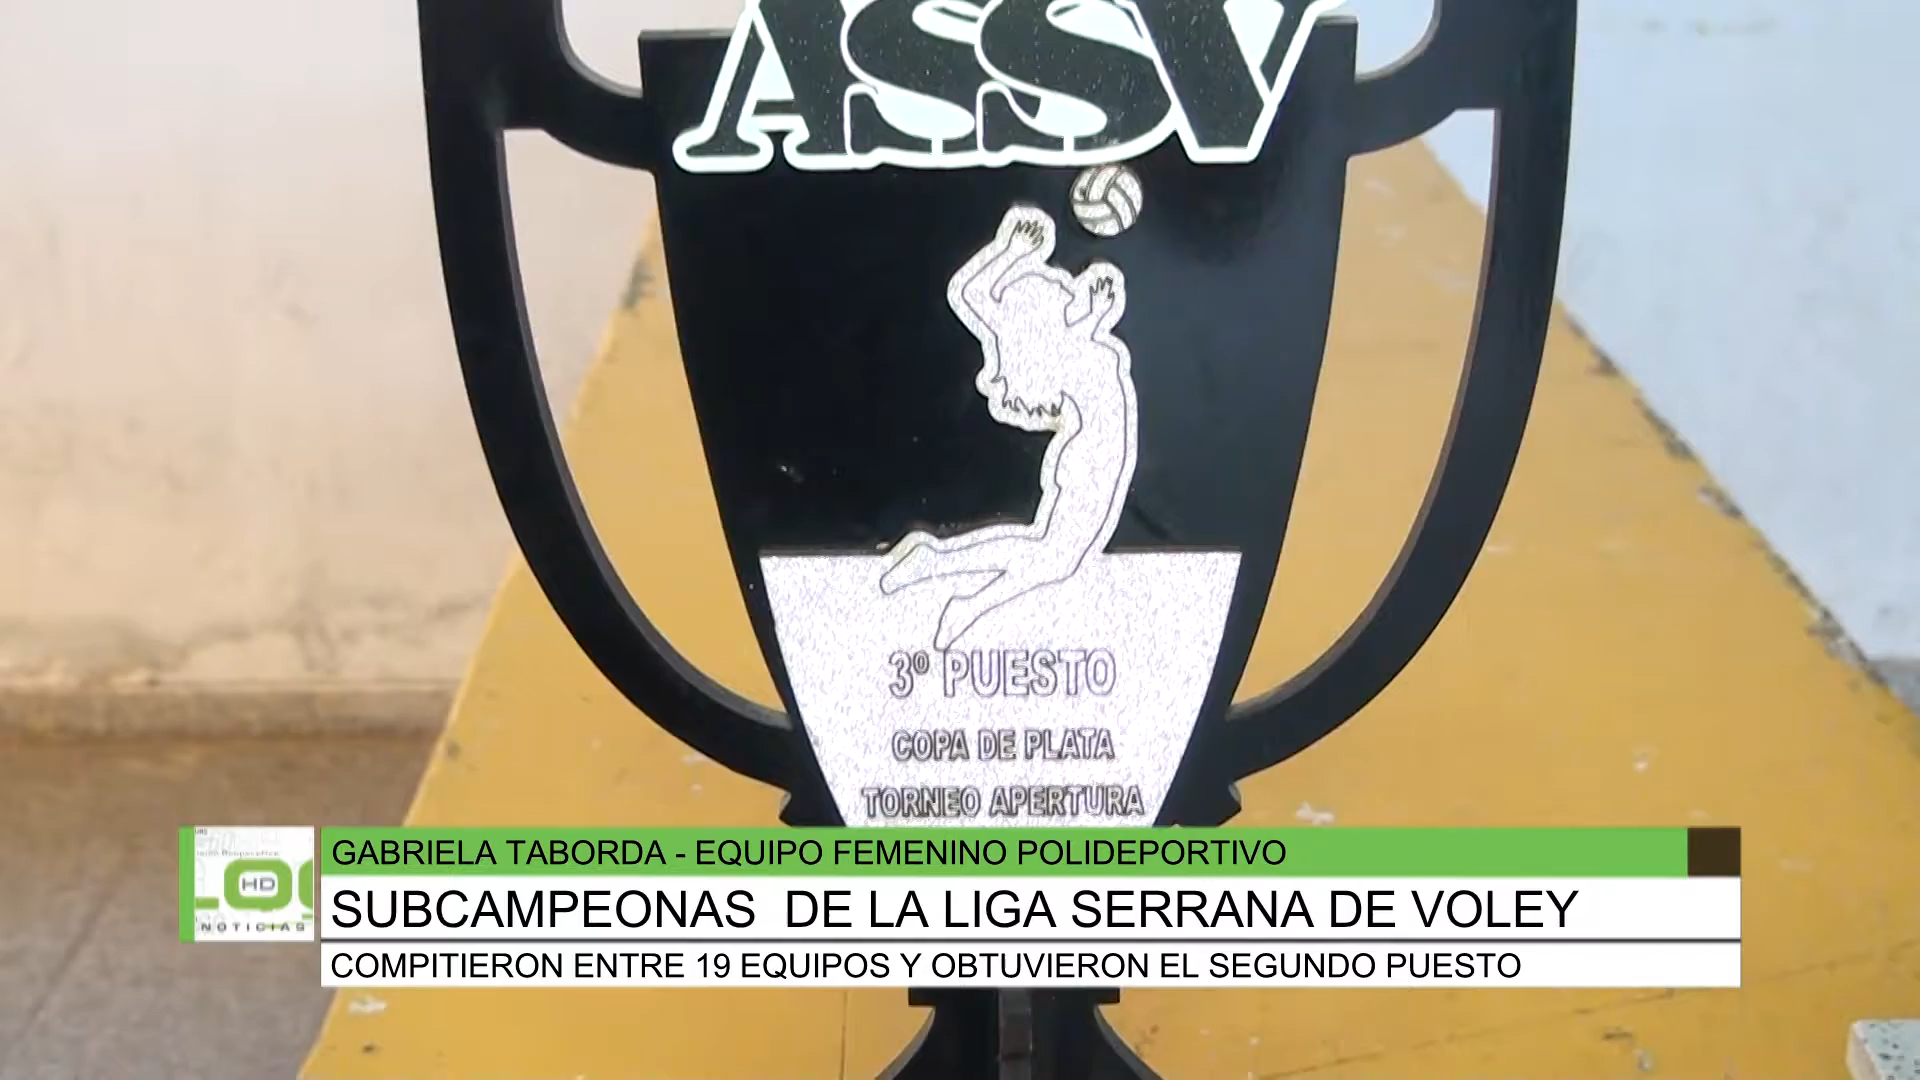 ASSV
3º PUESTO
COPA DE PLATA
TORNEO APERTURA
GABRIELA TABORDA - EQUIPO FEMENINO POLIDEPORTIVO
HD
NOTICIAS
SUBCAMPEONAS DE LA LIGA SERRANA DE VOLEY
COMPITIERON ENTRE 19 EQUIPOS Y OBTUVIERON EL SEGUNDO PUESTO